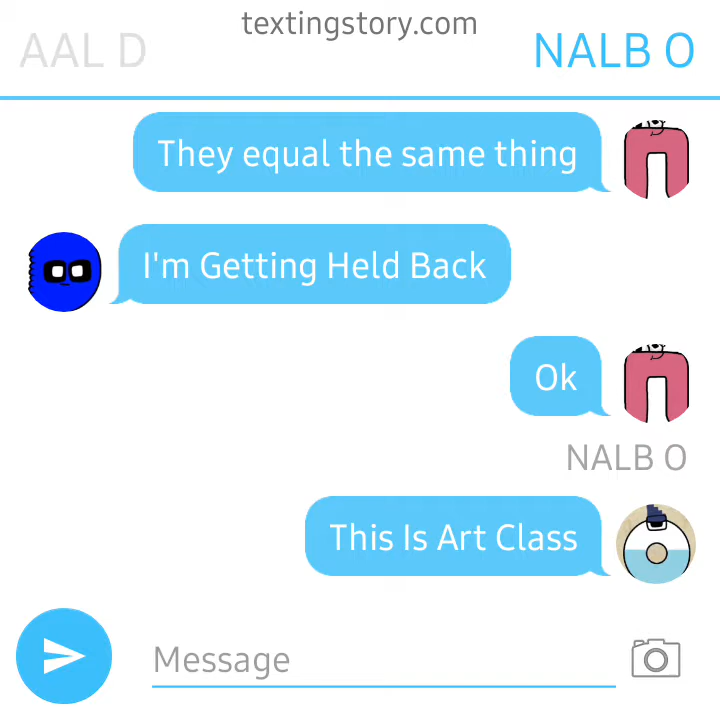 textingstory.com
AAL D
NALB O
They equal the same thing
I'm Getting Held Back
Ok
NALB O
This Is Art Class
Message